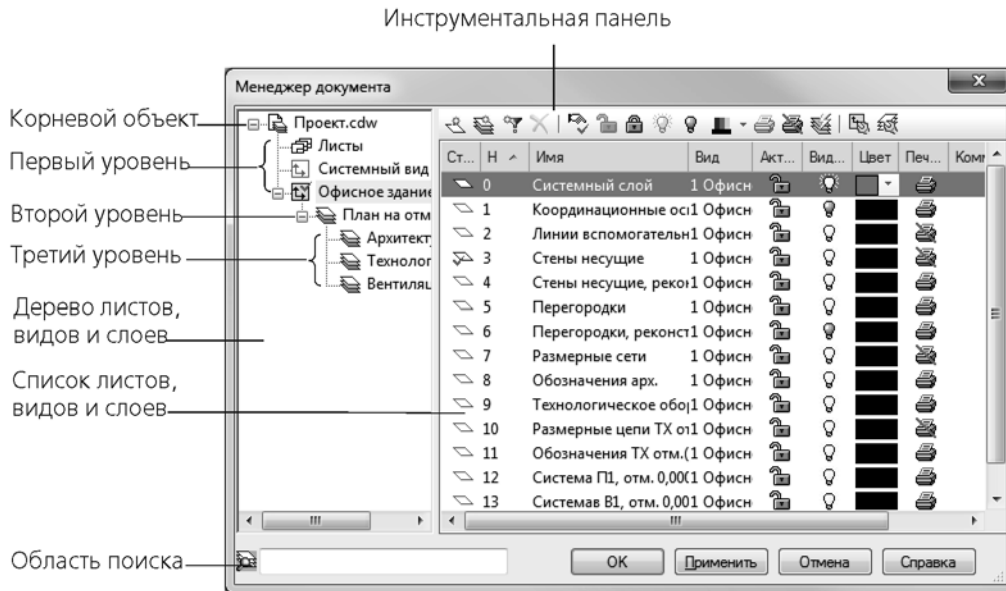 Инструментальная панель
Менеджер документа
Корневой объект
Первый уровень
Второй уровень
Третий уровень
Дерево листов,
видов и слоев
Список листов,
видов и слоев
Область поиска
Проект.cdw
Листы
Системный вид
Офисное здание
План на отм
Архитект
Технолог
Вентиляц
Ст... Н Имя Вид Акт... Вид... Цвет Печ... Комм
0 Системный слой 1 Офисн
1 Координационные оси 1 Офисн
2 Линии вспомогательн 1 Офисн
3 Стены несущие 1 Офисн
4 Стены несущие, рекон 1 Офисн
5 Перегородки 1 Офисн
6 Перегородки, реконст 1 Офисн
7 Размерные сети 1 Офисн
8 Обозначения арх. 1 Офисн
9 Технологическое обор 1 Офисн
10 Размерные цепи ТХ от 1 Офисн
11 Обозначения ТХ отм.( 1 Офисн
12 Система П1, отм. 0,000 1 Офисн
13 Системав В1, отм. 0,00 1 Офисн
ОК Применить Отмена Справка